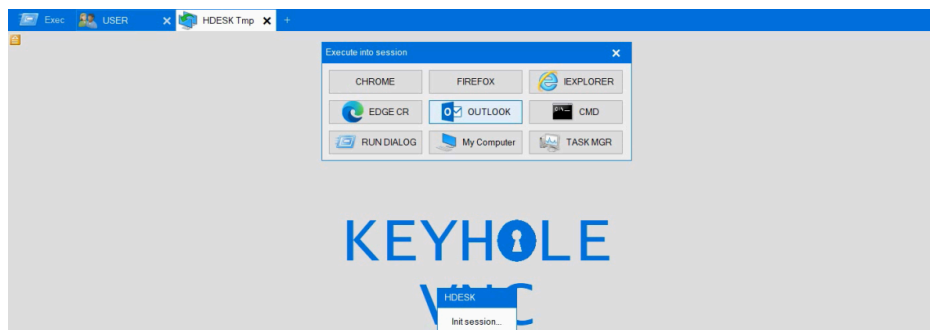 Exec USER HDESK Tmp
Execute into session
CHROME FIREFOX IEXPLORER
EDGE CR OUTLOOK CMD
RUN DIALOG My Computer TASK MGR
KEYHOLE
VNC
HDESK
Init session...